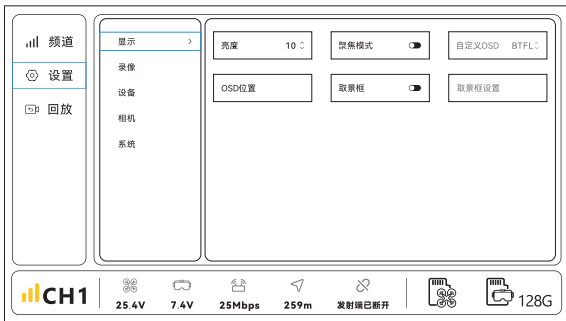 频道
设置
回放
显示
录像
设备
相机
系统
亮度 10
聚焦模式
自定义OSD BTFL
OSD位置
取景框
取景框设置
CH1
25.4V
7.4V
25Mbps
259m
发射端已断开
128G